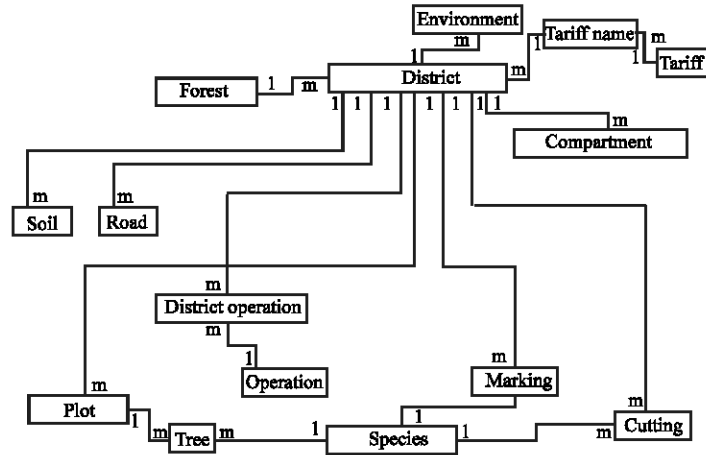 Environment
Tariff name
1 m
m
1
1
Tariff
District
m
Forest
1 m
1 1 1 1 1 1 1 1
m
Compartment
m
m
Soil
Road
m
District operation
m
m
1
m
Operation
Marking
m
m
Plot
1
1
m
Tree
m
1
Species
1
m
Cutting